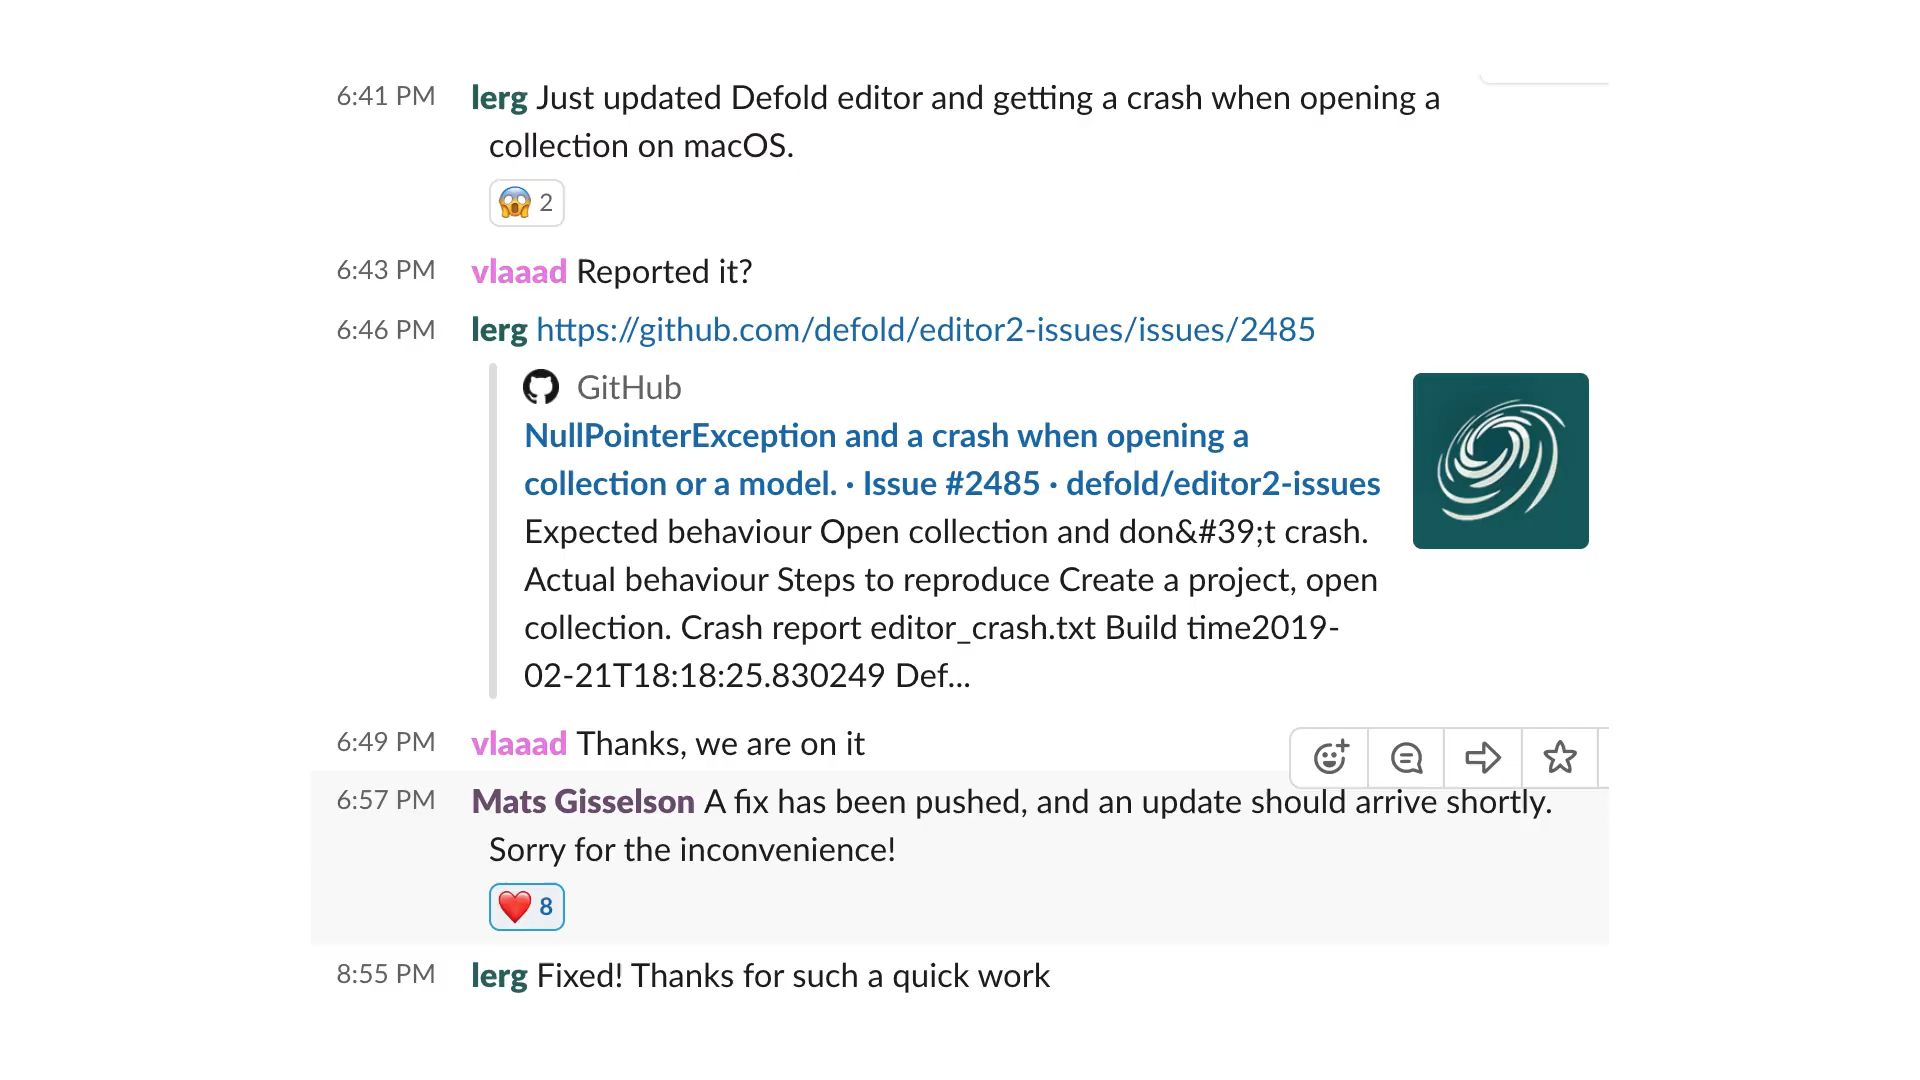 6:41 PM lerg Just updated Defold editor and getting a crash when opening a
collection on macOS.
😱 2
6:43 PM vlaaad Reported it?
6:46 PM lerg https://github.com/defold/editor2-issues/issues/2485
GitHub
NullPointerException and a crash when opening a
collection or a model. · Issue #2485 · defold/editor2-issues
Expected behaviour Open collection and don&#39;t crash.
Actual behaviour Steps to reproduce Create a project, open
collection. Crash report editor_crash.txt Build time2019-
02-21T18:18:25.830249 Def...
6:49 PM vlaaad Thanks, we are on it
6:57 PM Mats Gisselson A fix has been pushed, and an update should arrive shortly.
Sorry for the inconvenience!
❤️ 8
8:55 PM lerg Fixed! Thanks for such a quick work